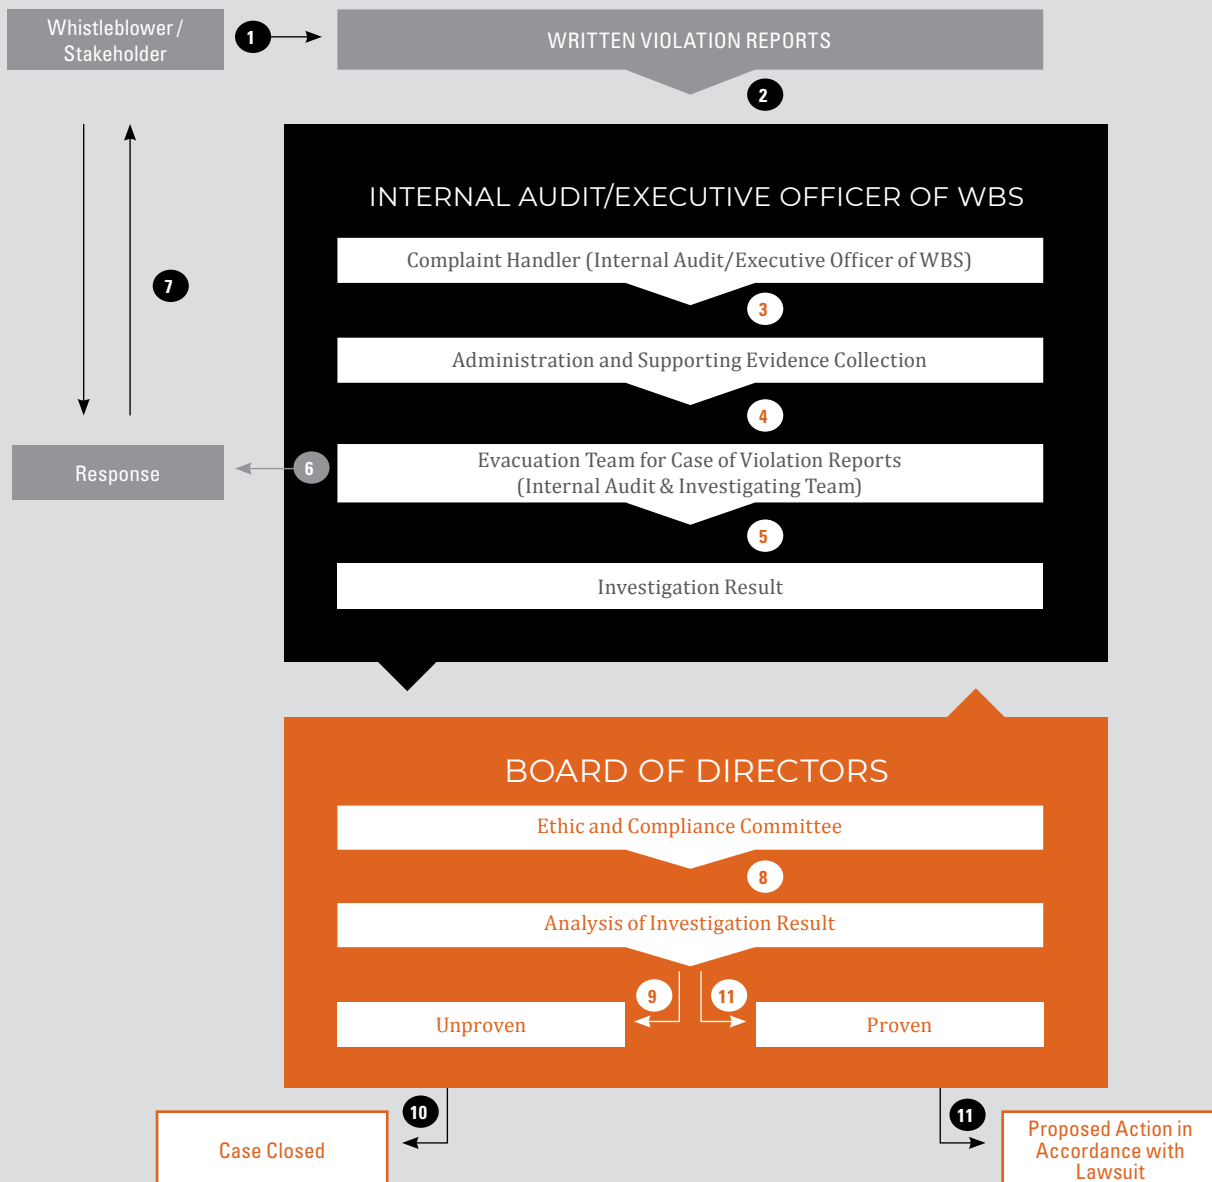 Whistleblower /
Stakeholder
1
WRITTEN VIOLATION REPORTS
2
INTERNAL AUDIT/EXECUTIVE OFFICER OF WBS
Complaint Handler (Internal Audit/Executive Officer of WBS)
3
7
Administration and Supporting Evidence Collection
4
Response
6
Evacuation Team for Case of Violation Reports
(Internal Audit & Investigating Team)
5
Investigation Result
BOARD OF DIRECTORS
Ethic and Compliance Committee
8
Analysis of Investigation Result
9
11
Unproven
Proven
10
11
Case Closed
Proposed Action in
Accordance with
Lawsuit